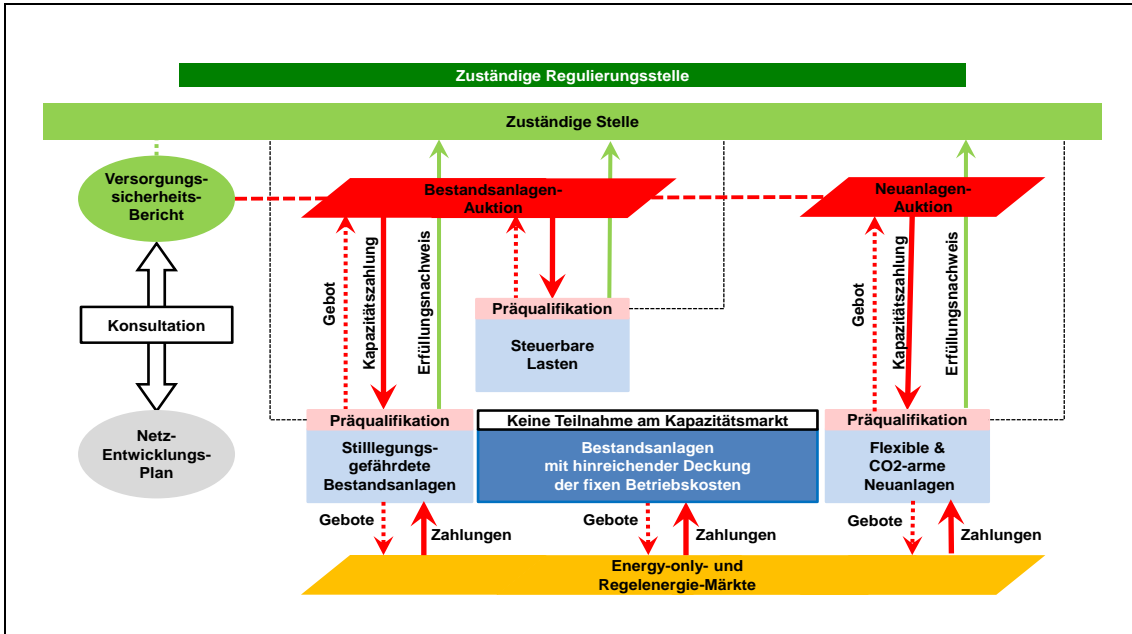 Zuständige Regulierungsstelle
Zuständige Stelle
Versorgungs-
sicherheits-
Bericht
Bestandsanlagen-
Auktion
Neuanlagen-
Auktion
Gebot
Kapazitätszahlung
Erfüllungsnachweis
Gebot
Kapazitätszahlung
Erfüllungsnachweis
Konsultation
Präqualifikation
Steuerbare
Lasten
Netz-
Entwicklungs-
Plan
Präqualifikation
Stilllegungs-
gefährdete
Bestandsanlagen
Keine Teilnahme am Kapazitätsmarkt
Bestandsanlagen
mit hinreichender Deckung
der fixen Betriebskosten
Präqualifikation
Flexible &
CO2-arme
Neuanlagen
Gebote
Zahlungen
Gebote
Zahlungen
Gebote
Zahlungen
Energy-only- und
Regelenergie-Märkte